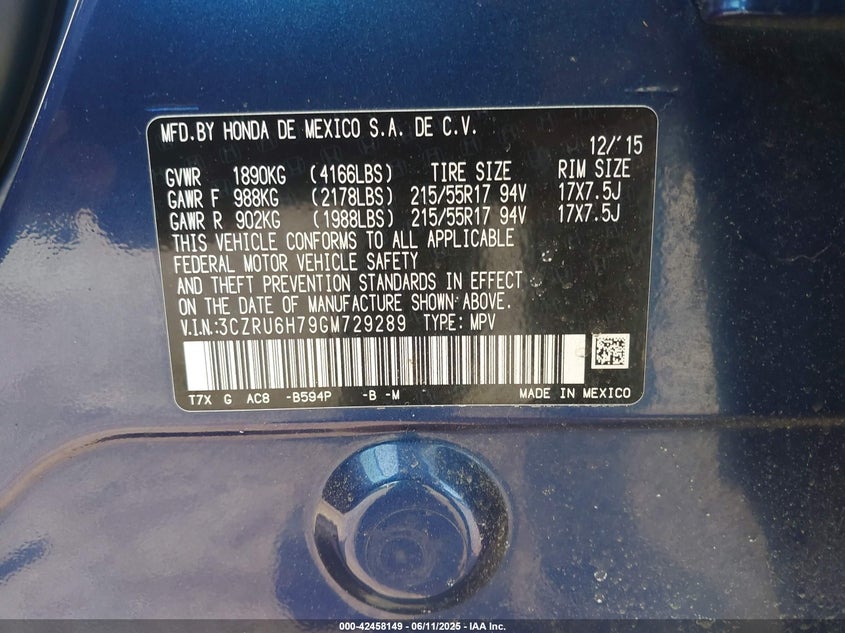 MFD.BY HONDA DE MEXICO S.A. DE C.V.
12/'15
GVWR 1890KG (4166LBS) TIRE SIZE RIM SIZE
GAWR F 988KG (2178LBS) 215/55R17 94V 17X7.5J
GAWR R 902KG (1988LBS) 215/55R17 94V 17X7.5J
THIS VEHICLE CONFORMS TO ALL APPLICABLE
FEDERAL MOTOR VEHICLE SAFETY
AND THEFT PREVENTION STANDARDS IN EFFECT
ON THE DATE OF MANUFACTURE SHOWN ABOVE.
V.I.N.:3CZRU6H79GM729289 TYPE: MPV
T7X G AC8 -B594P -B -M MADE IN MEXICO
000-42458149 - 06/11/2025 - IAA Inc.